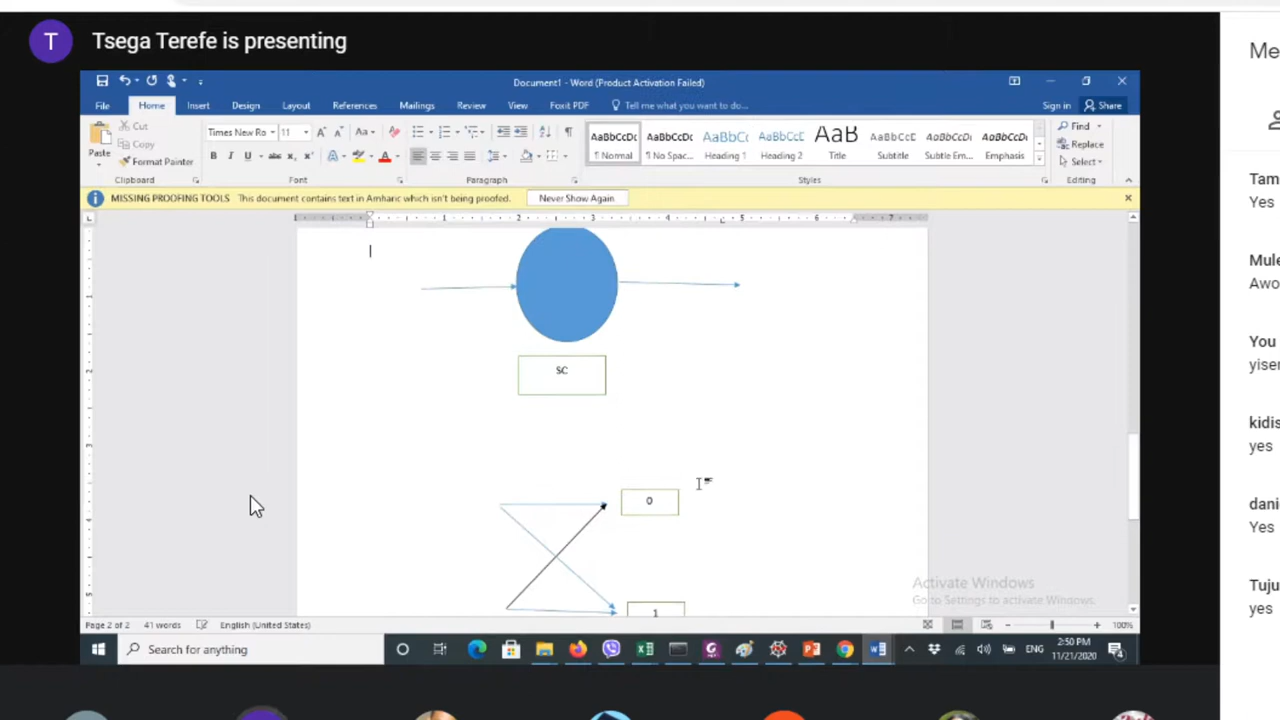 T Tsega Terefe is presenting
Me
Document1 - Word (Product Activation Failed)
File Home Insert Design Layout References Mailings Review View Foxit PDF Tell me what you want to do... Sign in Share
Paste
Cut
Copy
Format Painter
Times New Ro 11
AaBbCcDc AaBbCcDc AaBbC AaBbCcC AaB AaBbCcD AaBbCcDt AaBbCcDt
¶ Normal ¶ No Spac... Heading 1 Heading 2 Title Subtitle Subtle Em... Emphasis
Find
Replace
Select
Clipboard Font Paragraph Styles Editing
MISSING PROOFING TOOLS This document contains text in Amharic which isn't being proofed. Never Show Again
SC
0
1
Activate Windows
Go to Settings to activate Windows.
Page 2 of 2 41 words English (United States) 100%
Search for anything
ENG
2:50 PM
11/21/2020
4
Tam
Yes
Mule
Awo
You
yiser
kidis
yes
dani
Yes
Tuju
yes